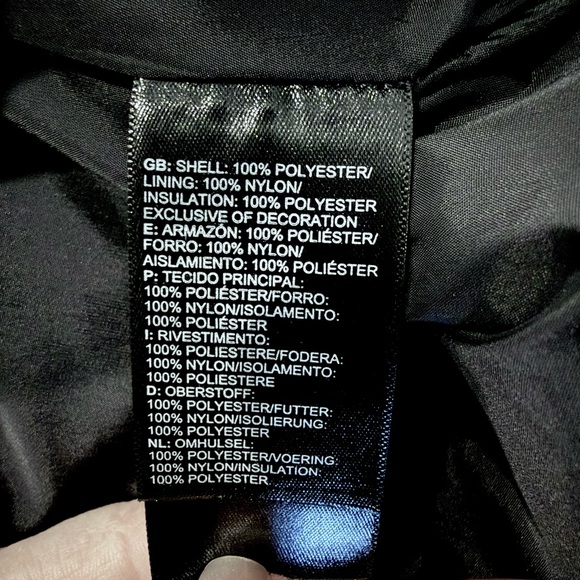 GB: SHELL: 100% POLYESTER/
LINING: 100% NYLON/
INSULATION: 100% POLYESTER
EXCLUSIVE OF DECORATION
E: ARMAZÓN: 100% POLIÉSTER/
FORRO: 100% NYLON/
AISLAMIENTO: 100% POLIÉSTER
P: TECIDO PRINCIPAL:
100% POLIÉSTER/FORRO:
100% NYLON/ISOLAMENTO:
100% POLIÉSTER
I: RIVESTIMENTO:
100% POLIESTERE/FODERA:
100% NYLON/ISOLAMENTO:
100% POLIESTERE
D: OBERSTOFF:
100% POLYESTER/FUTTER:
100% NYLON/ISOLIERUNG:
100% POLYESTER
NL: OMHULSEL:
100% POLYESTER/VOERING:
100% NYLON/INSULATION:
100% POLYESTER